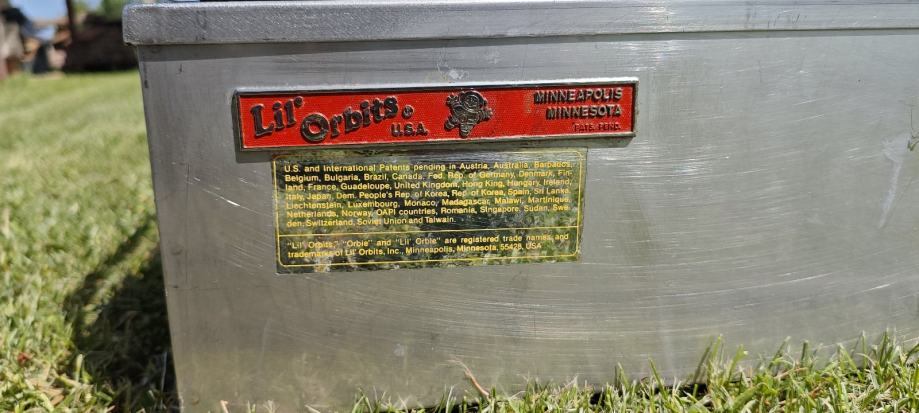 Lil' Orbits® U.S.A.
MINNEAPOLIS
MINNESOTA
PATS. PEND.
U.S. and International Patents pending in Austria, Australia, Barbados,
Belgium, Bulgaria, Brazil, Canada, Fed. Rep. of Germany, Denmark, Fin-
land, France, Guadeloupe, United Kingdom, Hong King, Hungary, Ireland,
Italy, Japan, Dem. People's Rep. of Korea, Rep. of Korea, Spain, Sri Lanka,
Liechtenstein, Luxembourg, Monaco, Madagascar, Malawi, Martinique,
Netherlands, Norway, OAPI countries, Romania, Singapore, Sudan, Swe-
den, Switzerland, Soviet Union and Taiwain.
"Lil' Orbits," "Orbie" and "Lil' Orbie" are registered trade names and
trademarks of Lil' Orbits, Inc., Minneapolis, Minnesota, 55428, USA